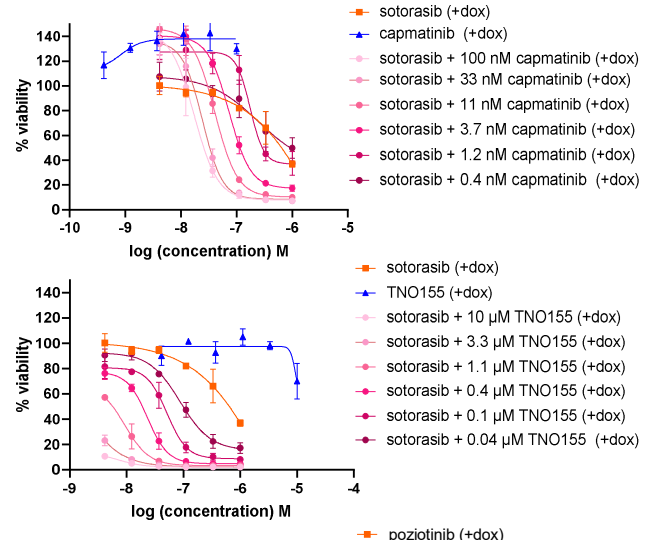 sotorasib (+dox)
capmatinib (+dox)
sotorasib + 100 nM capmatinib (+dox)
sotorasib + 33 nM capmatinib (+dox)
sotorasib + 11 nM capmatinib (+dox)
sotorasib + 3.7 nM capmatinib (+dox)
sotorasib + 1.2 nM capmatinib (+dox)
sotorasib + 0.4 nM capmatinib (+dox)
% viability
140
120
100
80
60
40
20
0
-10 -9 -8 -7 -6 -5
log (concentration) M
sotorasib (+dox)
TNO155 (+dox)
sotorasib + 10 µM TNO155 (+dox)
sotorasib + 3.3 µM TNO155 (+dox)
sotorasib + 1.1 µM TNO155 (+dox)
sotorasib + 0.4 µM TNO155 (+dox)
sotorasib + 0.1 µM TNO155 (+dox)
sotorasib + 0.04 µM TNO155 (+dox)
% viability
140
120
100
80
60
40
20
0
-9 -8 -7 -6 -5 -4
log (concentration) M
poziotinib (+dox)